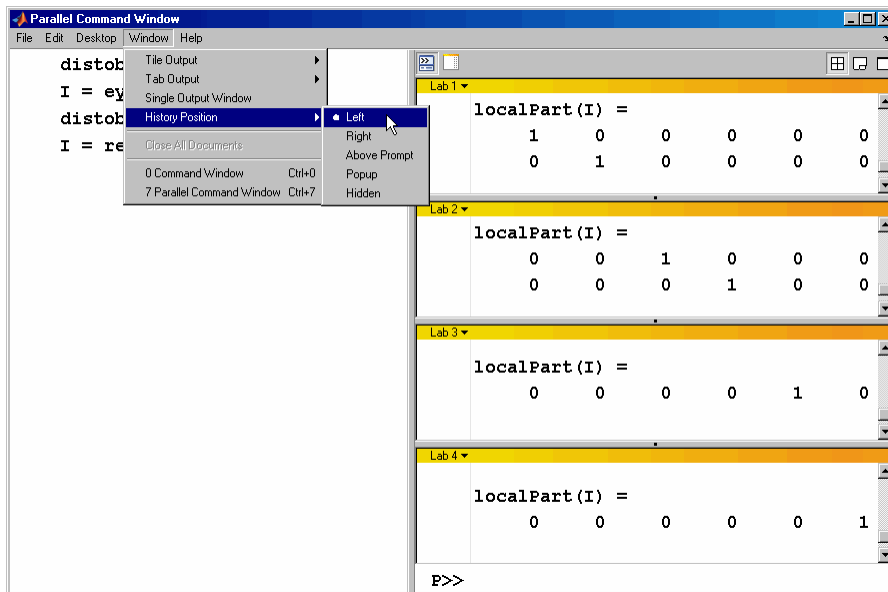 Parallel Command Window
File Edit Desktop Window Help
distob
I = ey
distob
I = re
Tile Output
Tab Output
Single Output Window
History Position
Close All Documents
0 Command Window Ctrl+0
7 Parallel Command Window Ctrl+7
Left
Right
Above Prompt
Popup
Hidden
Lab 1
localPart(I) =
1 0 0 0 0 0
0 1 0 0 0 0
Lab 2
localPart(I) =
0 0 1 0 0 0
0 0 0 1 0 0
Lab 3
localPart(I) =
0 0 0 0 1 0
Lab 4
localPart(I) =
0 0 0 0 0 1
P>>